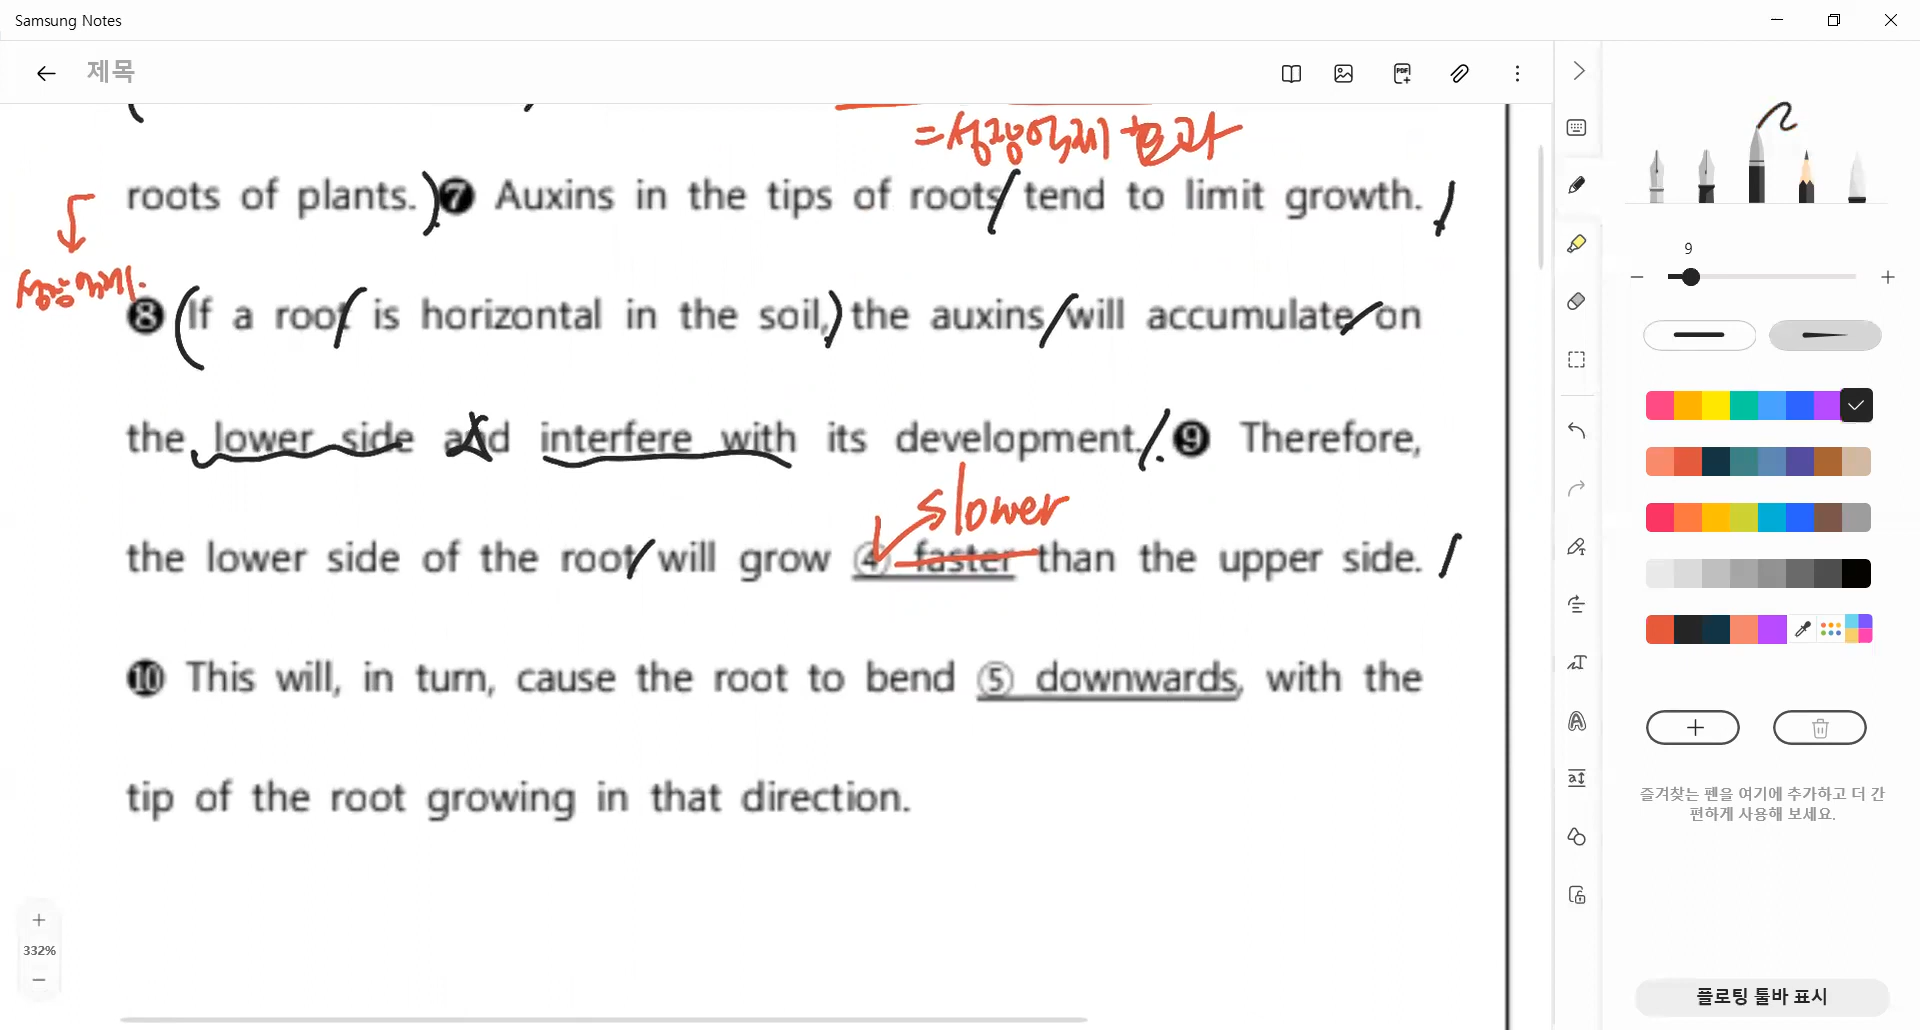 Samsung Notes
제목
=성장억제 효과
roots of plants. ❼ Auxins in the tips of roots tend to limit growth.
성장억제.
❽ If a root is horizontal in the soil, the auxins will accumulate on
the lower side and interfere with its development. ❾ Therefore,
slower
the lower side of the root will grow ④ faster than the upper side.
❿ This will, in turn, cause the root to bend ⑤ downwards, with the
tip of the root growing in that direction.
332%
9
즐겨찾는 펜을 여기에 추가하고 더 간
편하게 사용해 보세요.
플로팅 툴바 표시